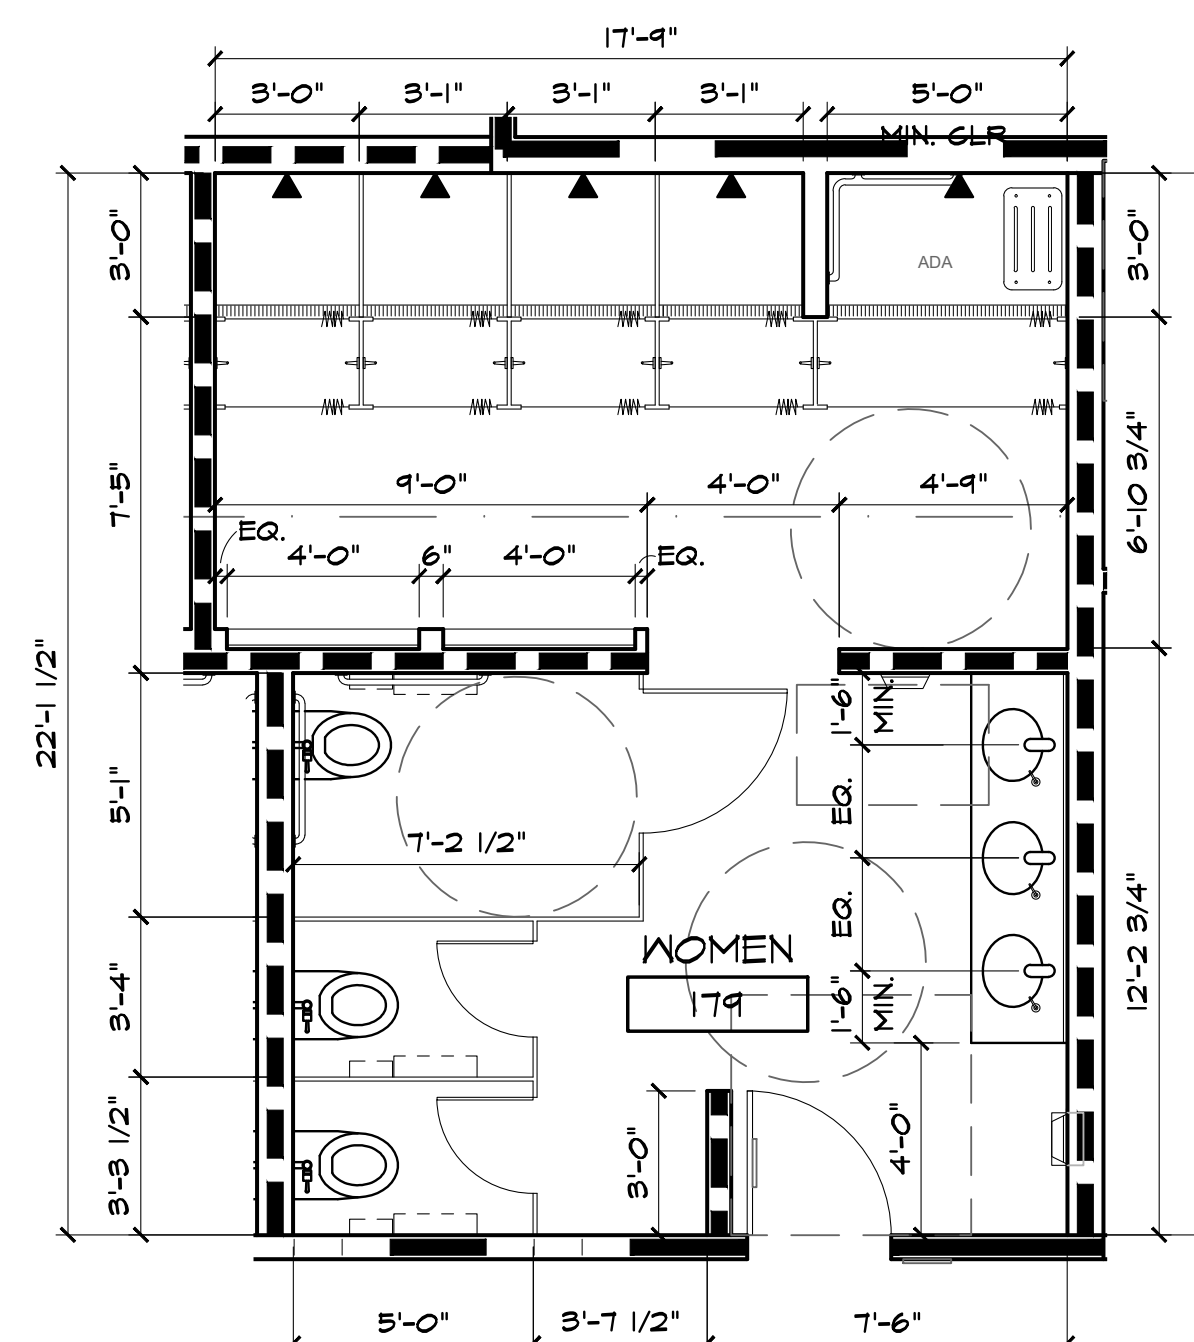 17'-9"
3'-0" 3'-1" 3'-1" 3'-1" 5'-0"
MIN. CLR
3'-0"
3'-0"
ADA
9'-0" 4'-0" 4'-9"
7'-5"
6'-10 3/4"
EQ.
4'-0" 6" 4'-0" EQ.
22'-1 1/2"
1'-6"
MIN.
5'-1"
EQ.
7'-2 1/2"
EQ.
12'-2 3/4"
WOMEN
179
3'-4"
1'-6"
MIN.
3'-3 1/2"
3'-0"
4'-0"
5'-0" 3'-7 1/2" 7'-6"